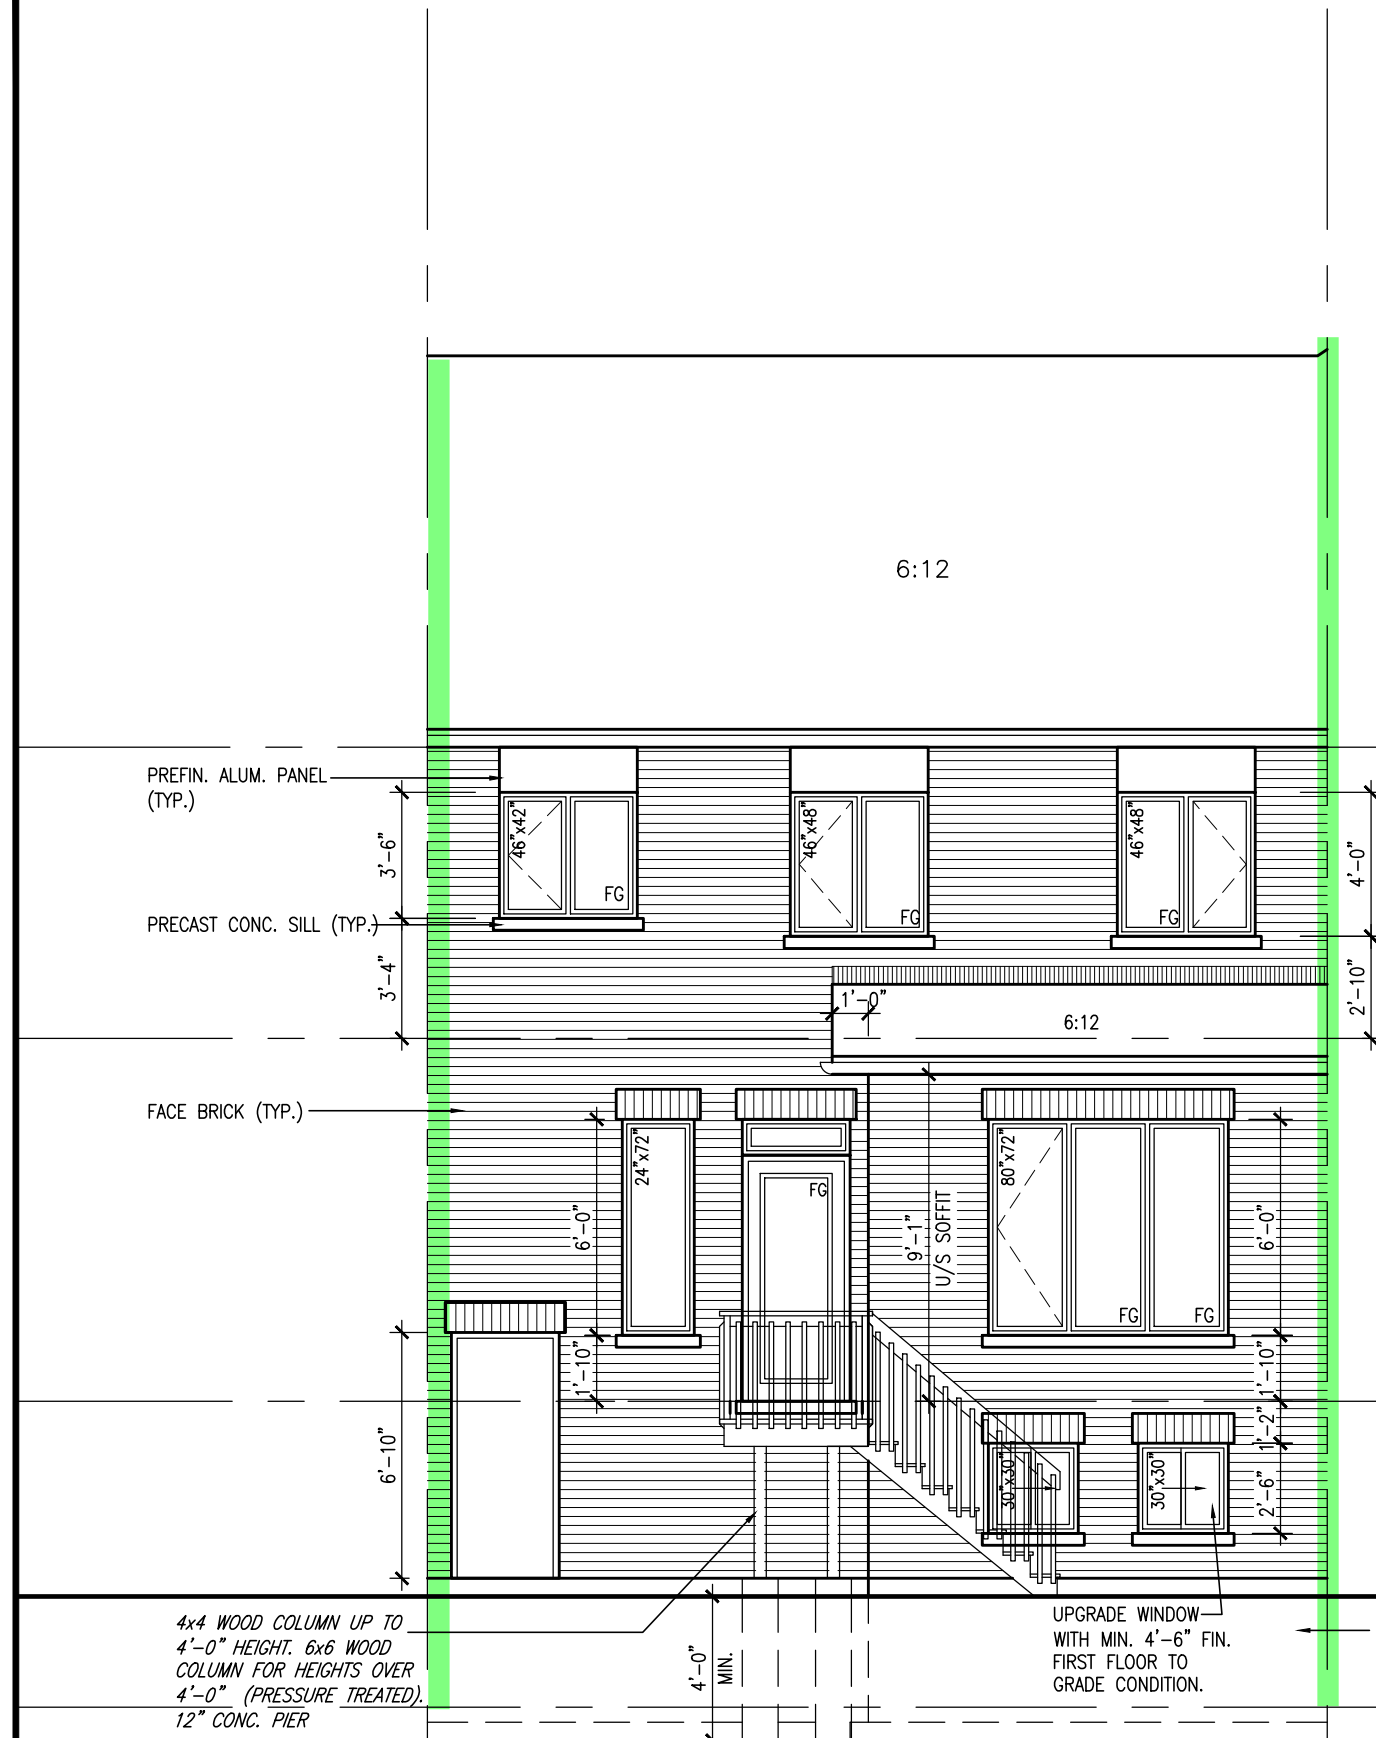 6:12
PREFIN. ALUM. PANEL
(TYP.)
46"x42"
FG
46"x48"
FG
46"x48"
FG
3'-6"
4'-0"
PRECAST CONC. SILL (TYP.)
3'-4"
2'-10"
1'-0"
6:12
FACE BRICK (TYP.)
24"x72"
FG
80"x72"
FG
FG
6'-0"
9'-1"
U/S SOFFIT
6'-0"
1'-10"
1'-10"
1'-2"
6'-10"
30"x30"
30"x30"
2'-6"
4x4 WOOD COLUMN UP TO
4'-0" HEIGHT. 6x6 WOOD
COLUMN FOR HEIGHTS OVER
4'-0" (PRESSURE TREATED).
12" CONC. PIER
4'-0"
MIN.
UPGRADE WINDOW
WITH MIN. 4'-6" FIN.
FIRST FLOOR TO
GRADE CONDITION.